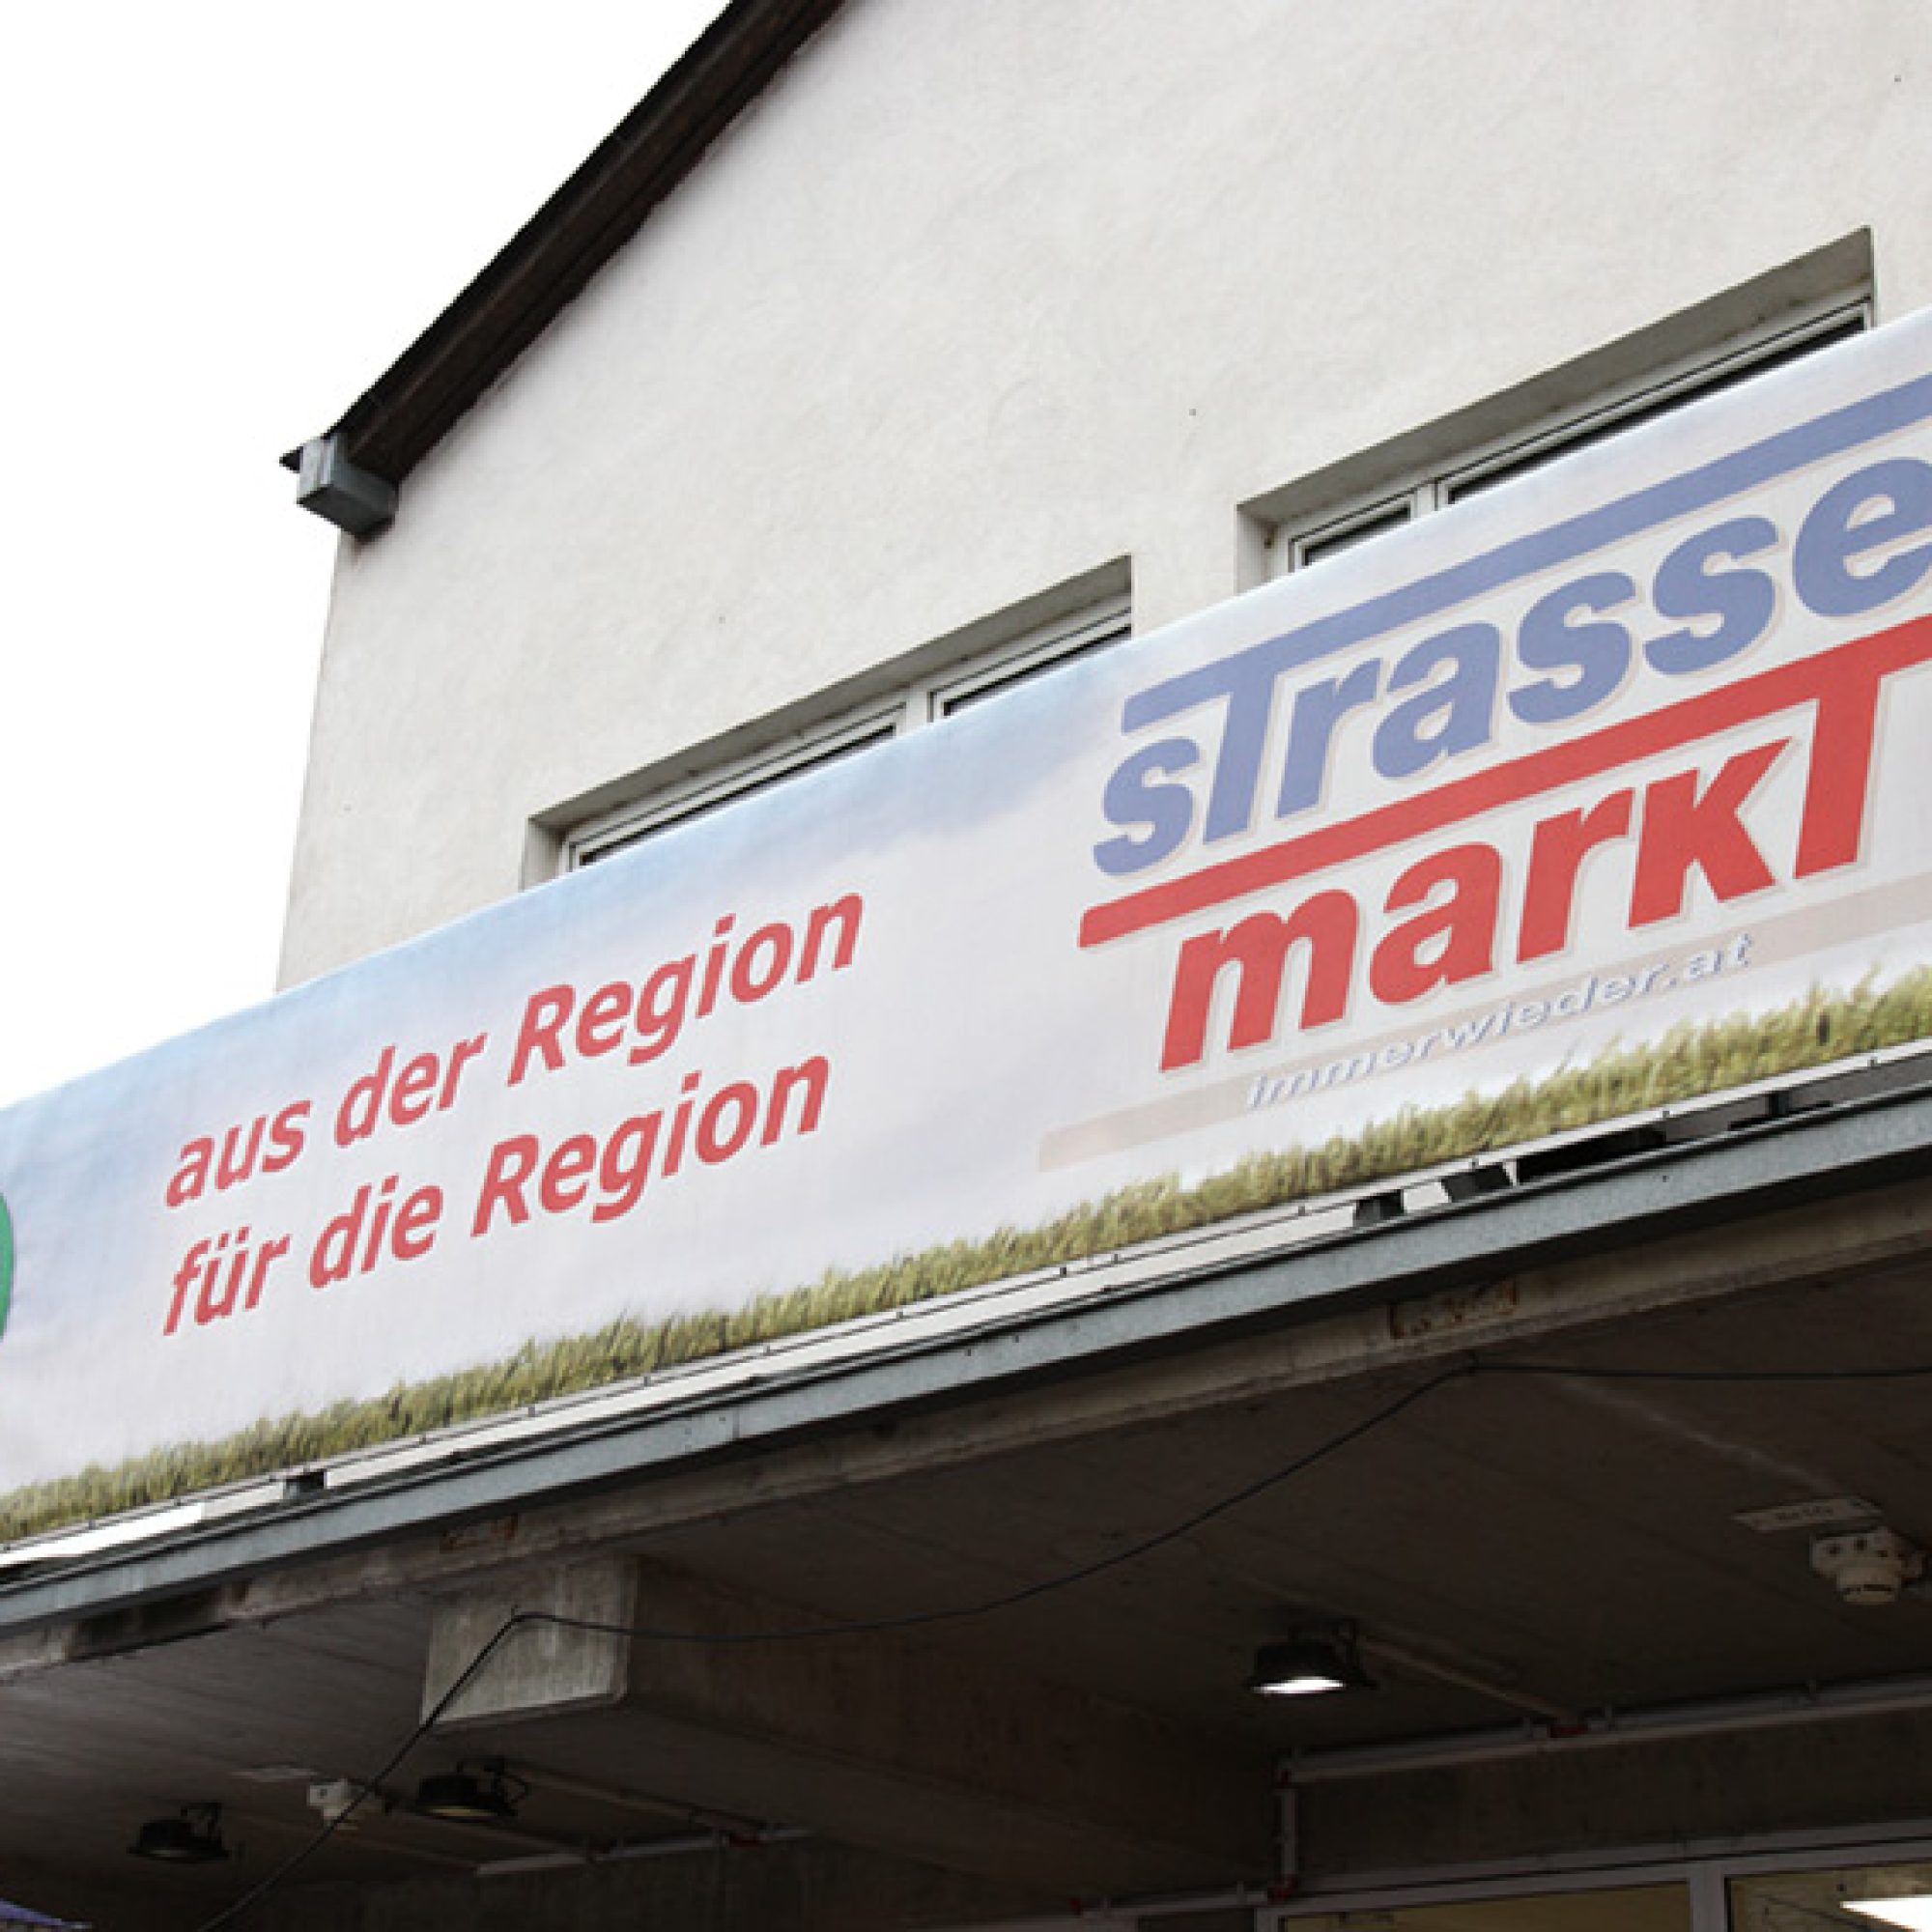 aus der Region
für die Region
sTrasse
markT
immerwieder.at